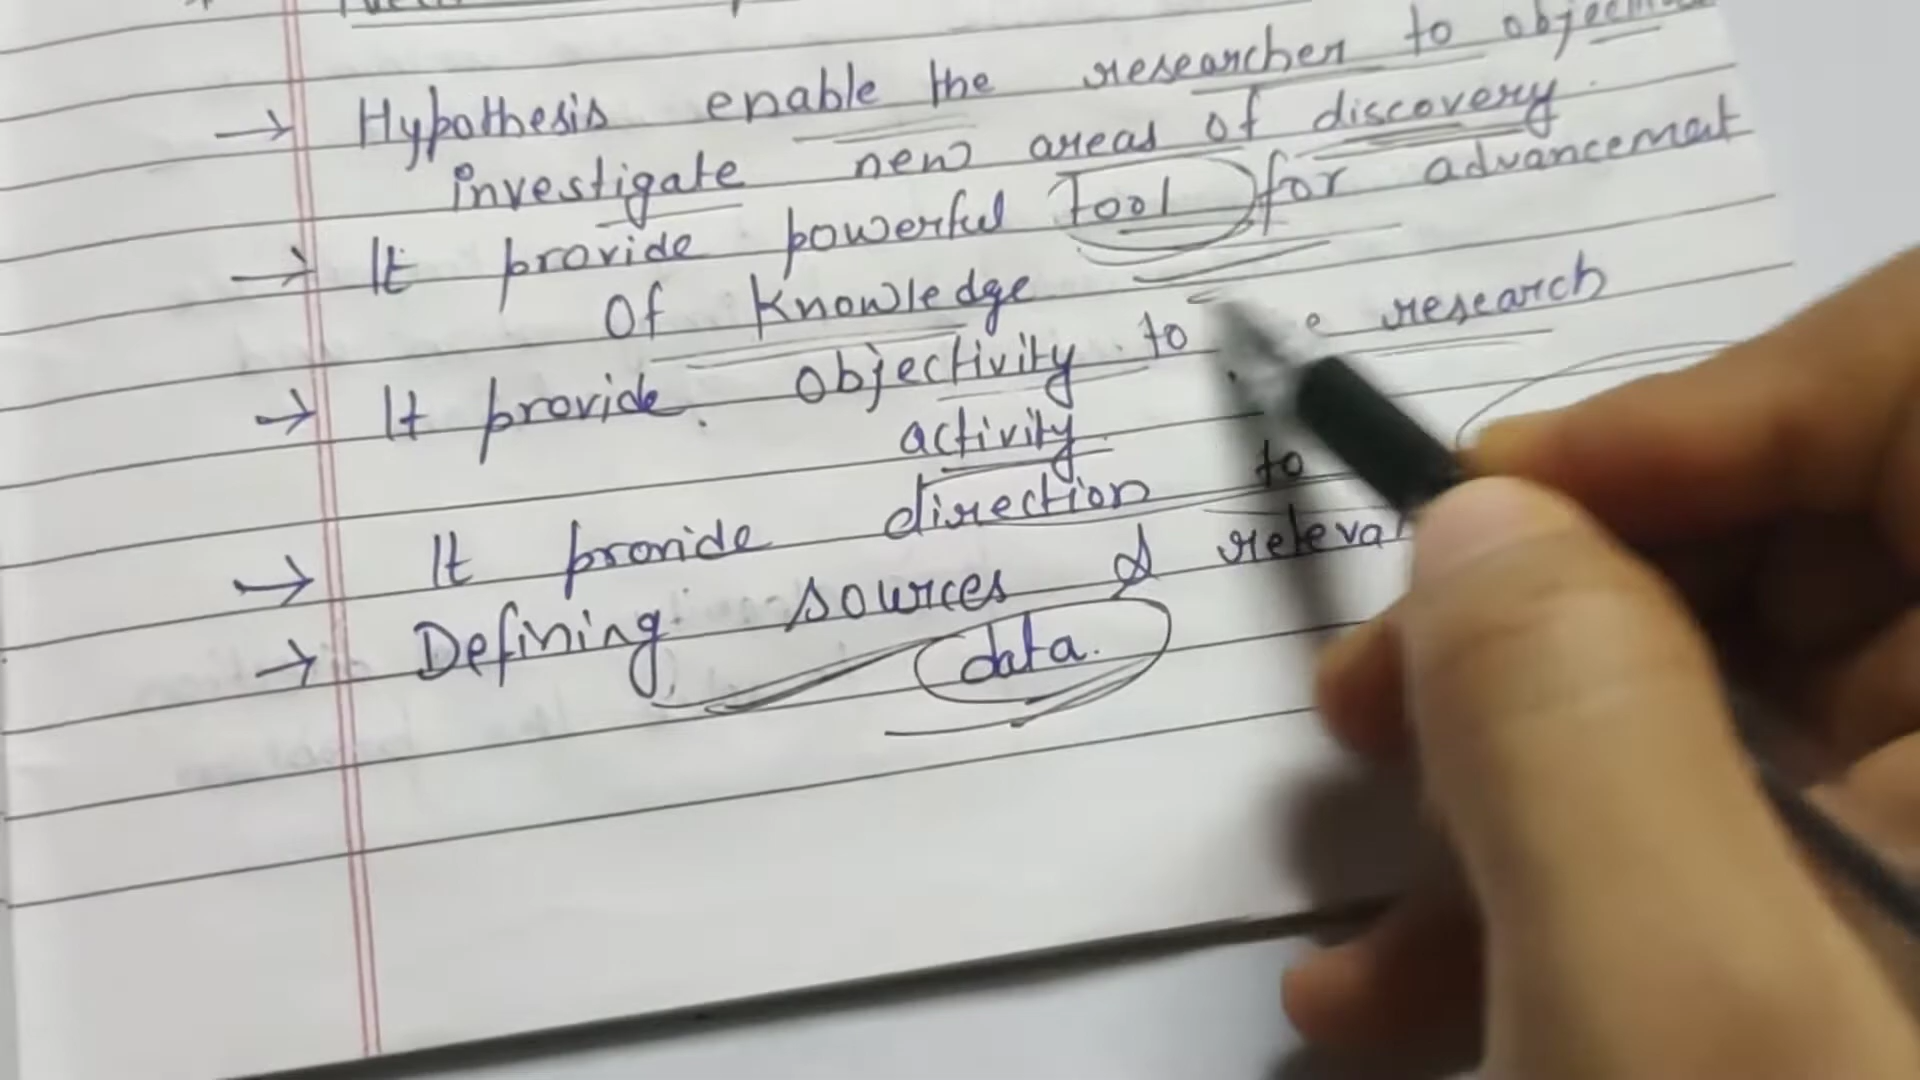 → Hypothesis enable the researcher to
investigate new areas of discovery.
→ It provide powerful Tool for advancement
Of Knowledge
→ It provide objectivity to research
activity.
→ It provide direction to
→ Defining sources &
data.